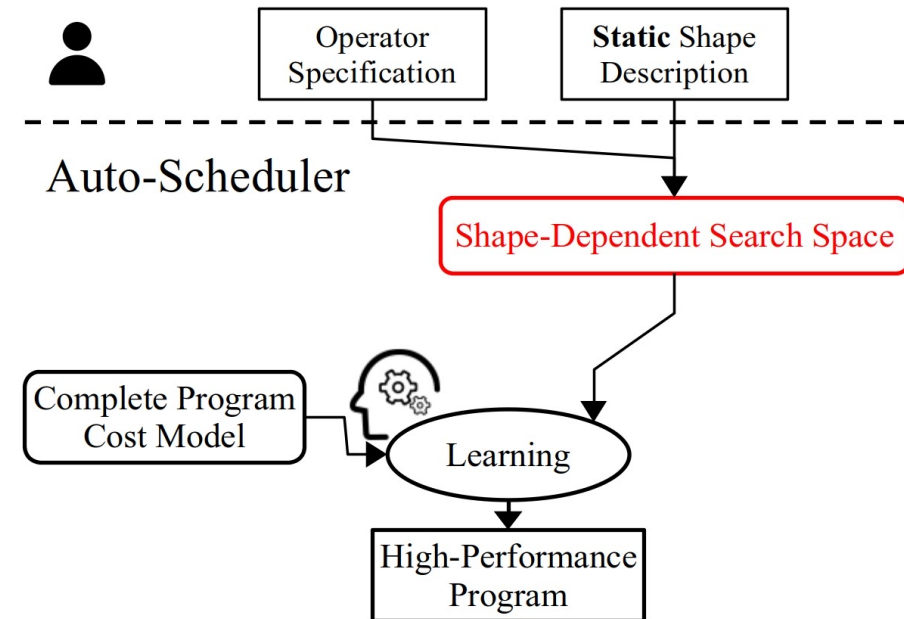 Operator
Specification
Static Shape
Description
Auto-Scheduler
Shape-Dependent Search Space
Complete Program
Cost Model
Learning
High-Performance
Program